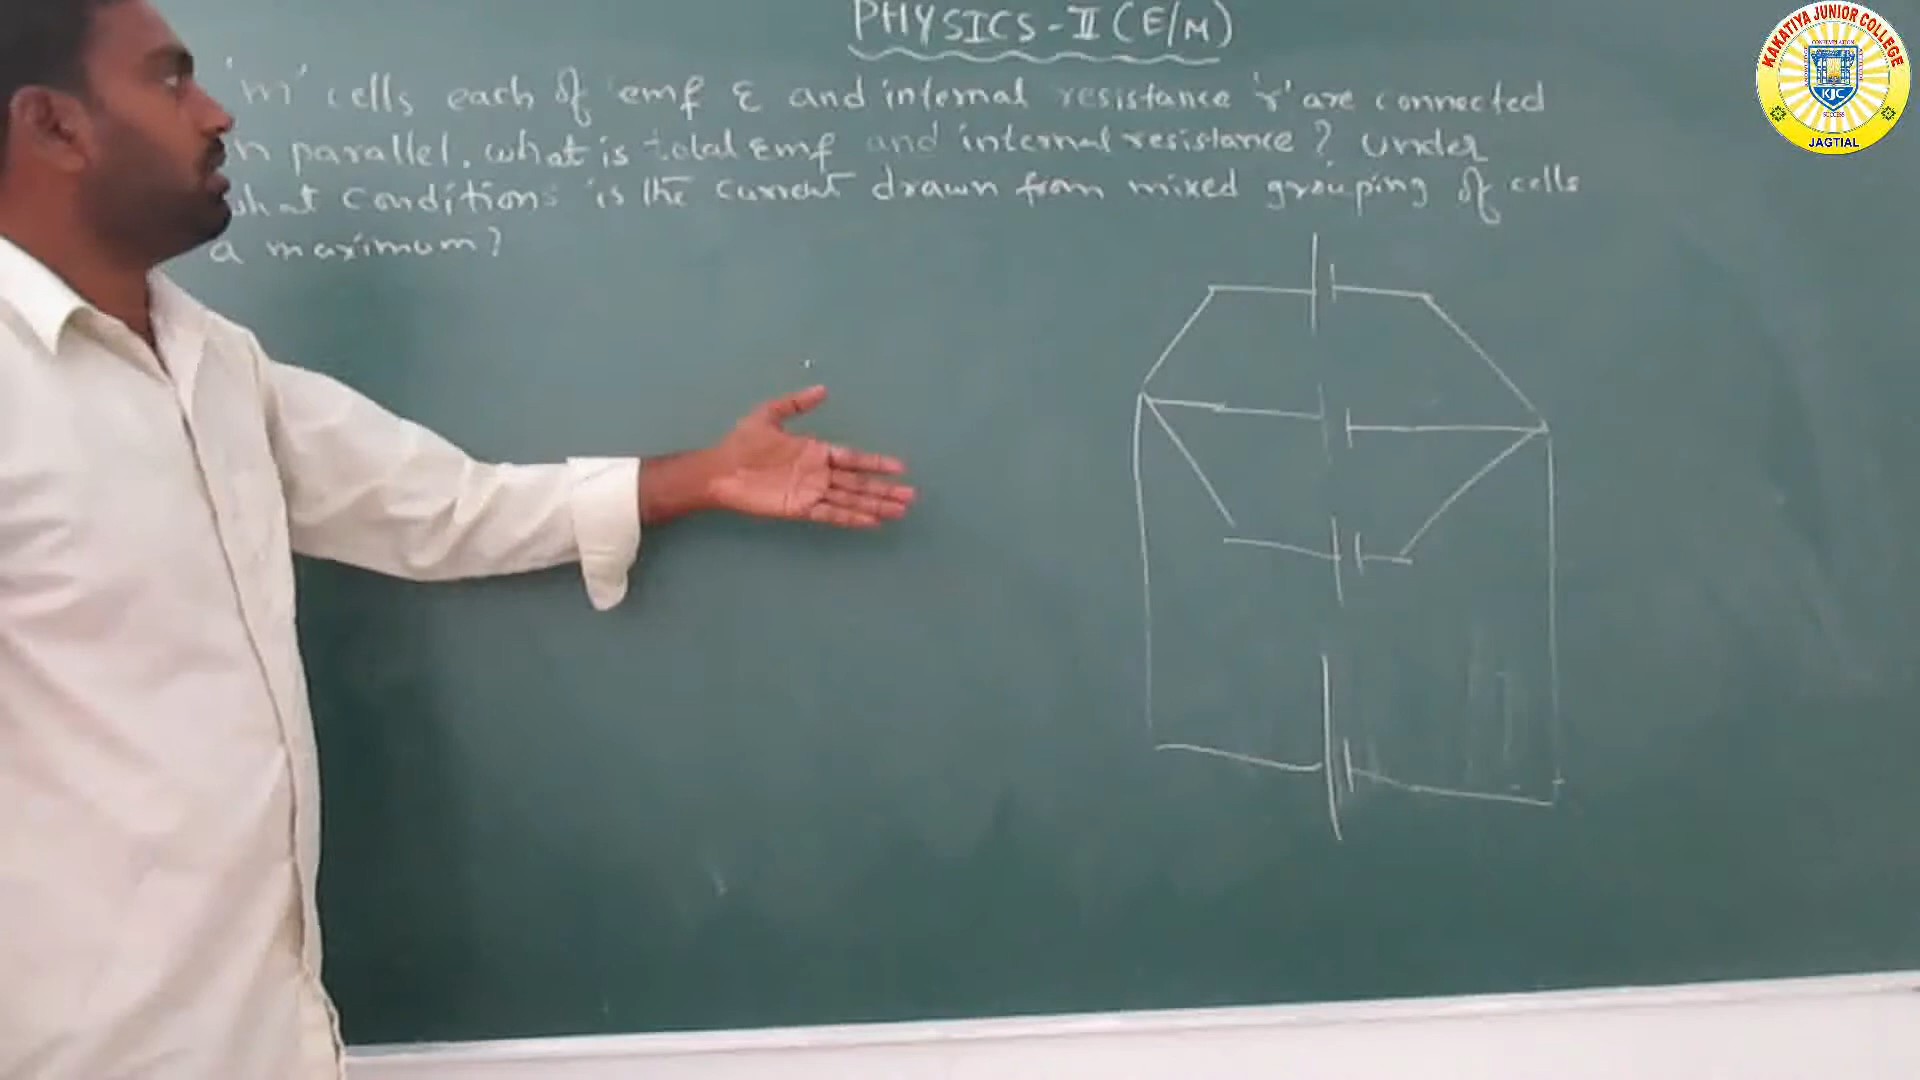 PHYSICS-II (E/M)
'm' cells each of emf ε and internal resistance 'r' are connected
in parallel. what is total Emf and internal resistance? Under
what conditions is the current drawn from mixed grouping of cells
a maximum?
KAKATIYA JUNIOR COLLEGE
KJC
SUCCESS
JAGTIAL